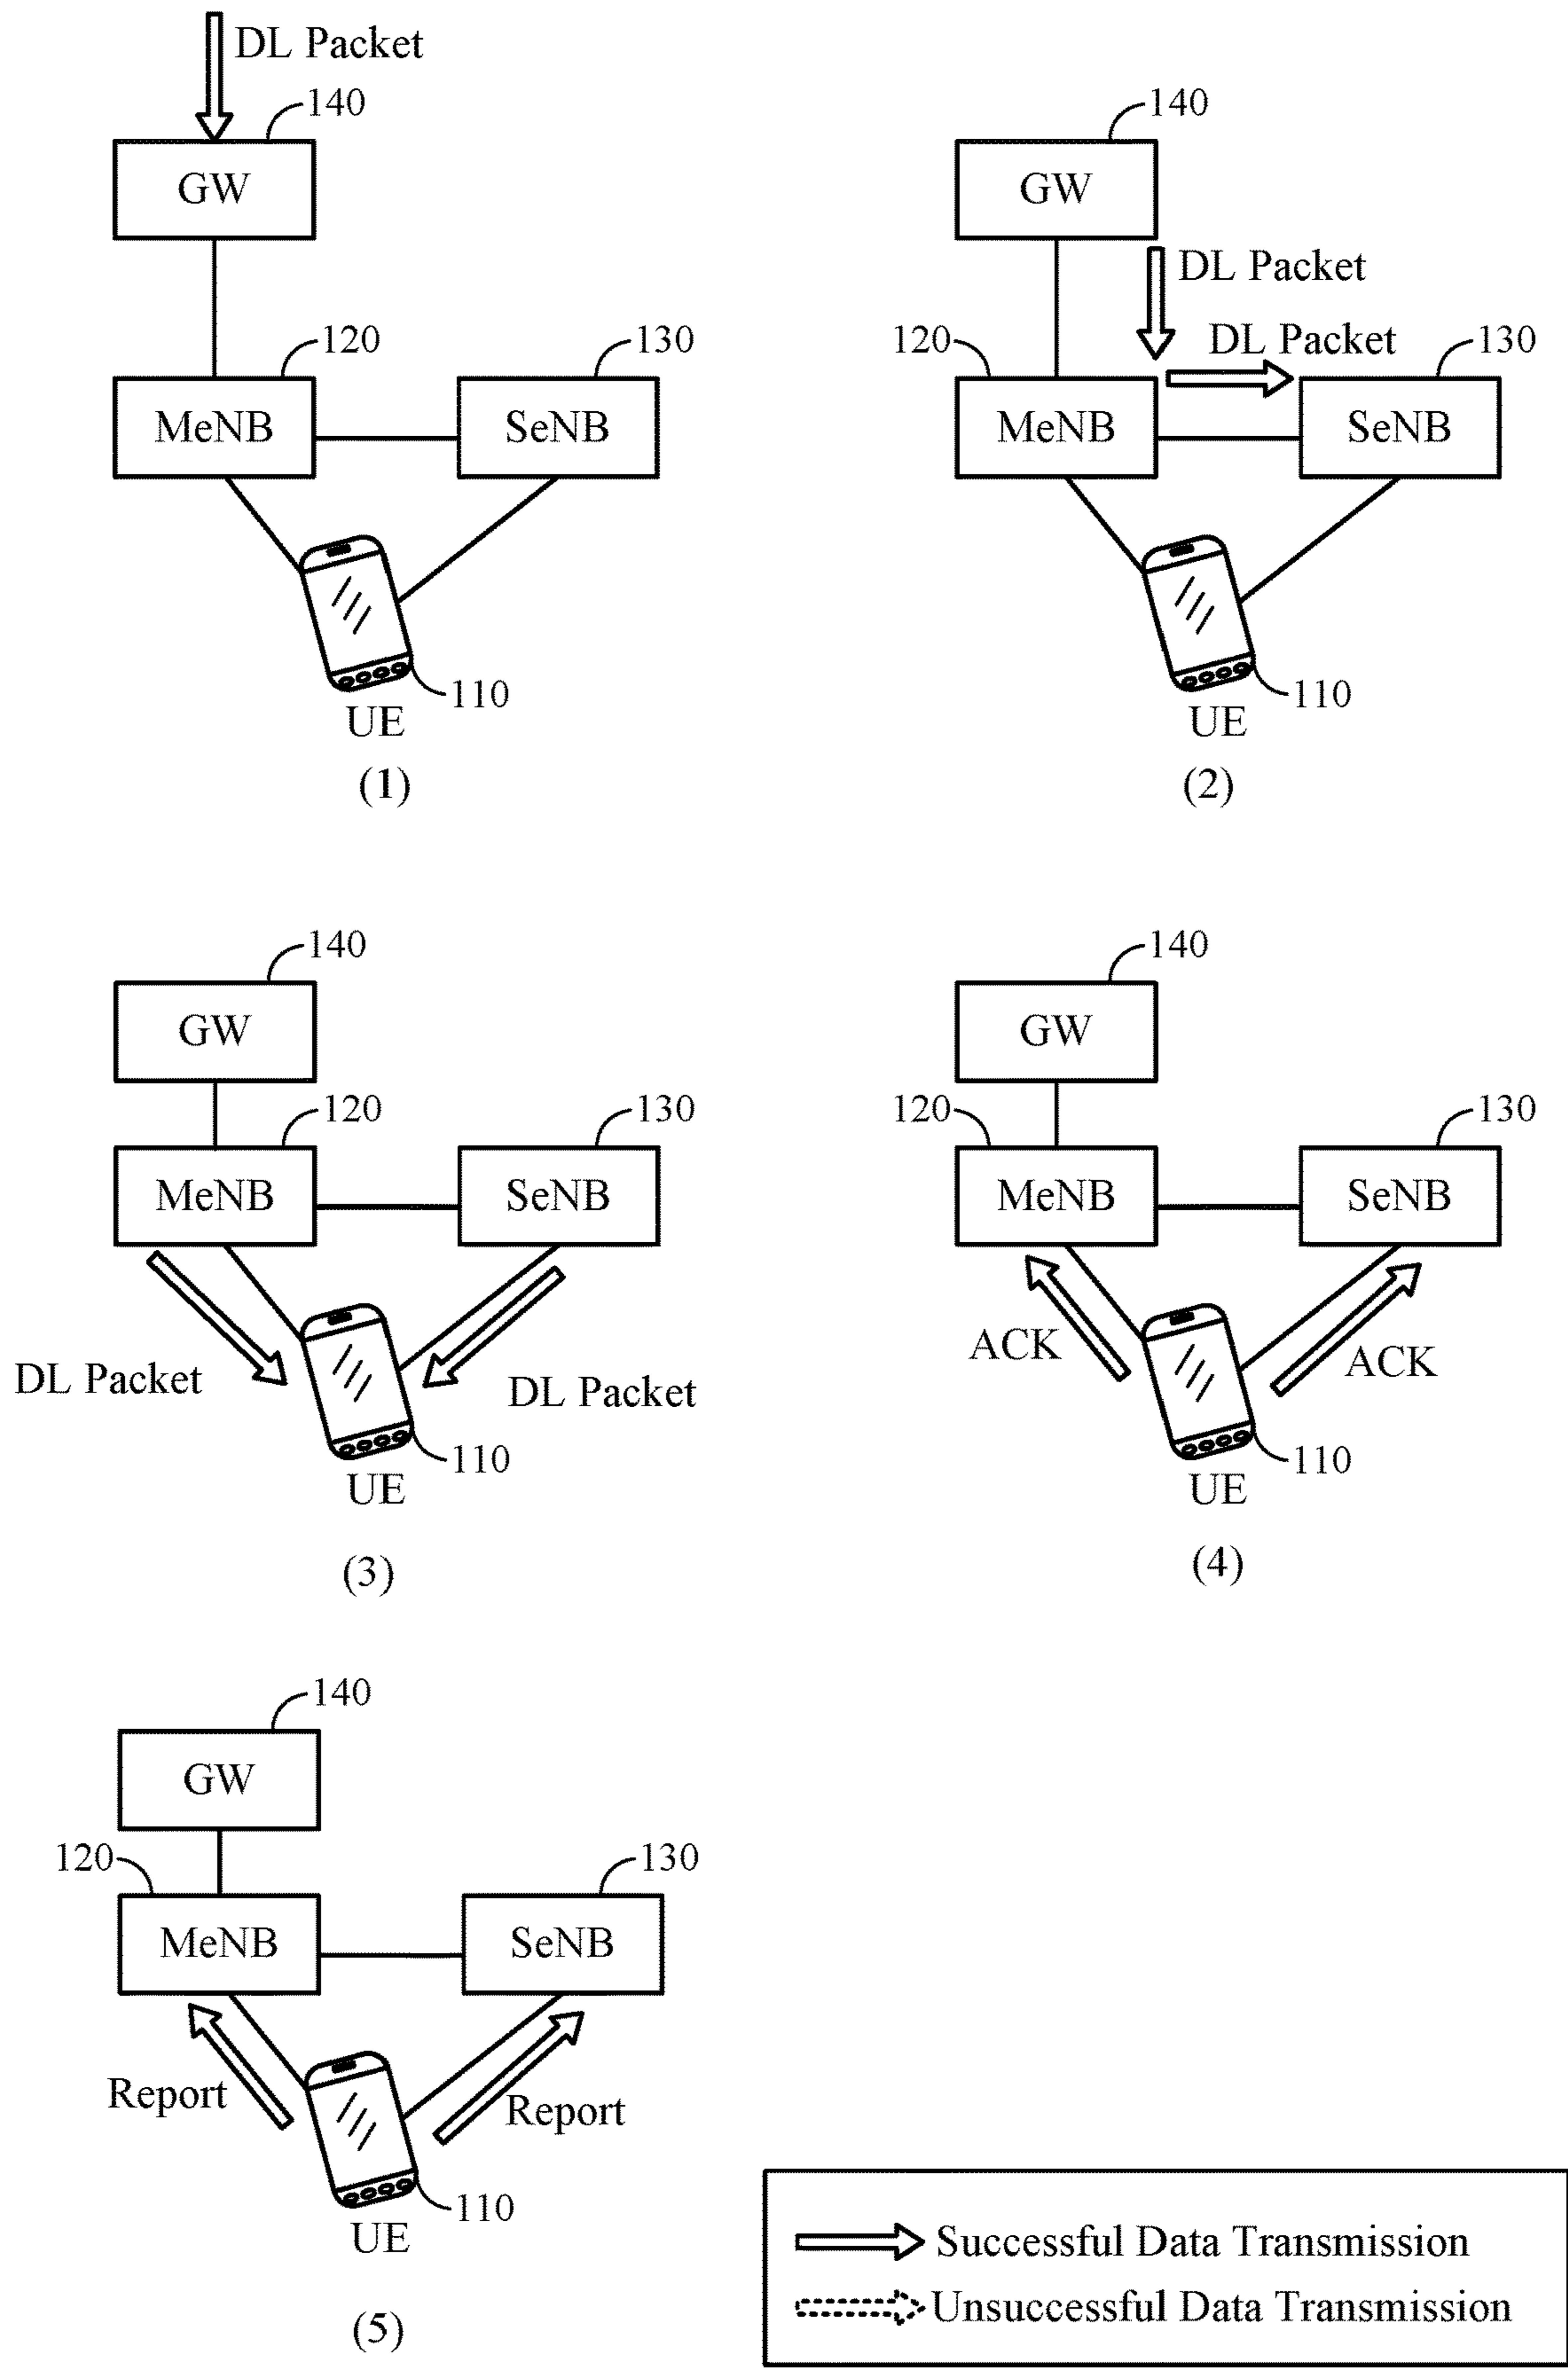 DL Packet
140
GW
120
130
MeNB
SeNB
110
UE
(1)
140
GW
DL Packet
DL Packet
120
130
MeNB
SeNB
110
UE
(2)
140
GW
120
130
MeNB
SeNB
DL Packet
DL Packet
110
UE
(3)
140
GW
120
130
MeNB
SeNB
ACK
ACK
110
UE
(4)
140
GW
120
130
MeNB
SeNB
Report
Report
110
UE
(5)
Successful Data Transmission
Unsuccessful Data Transmission